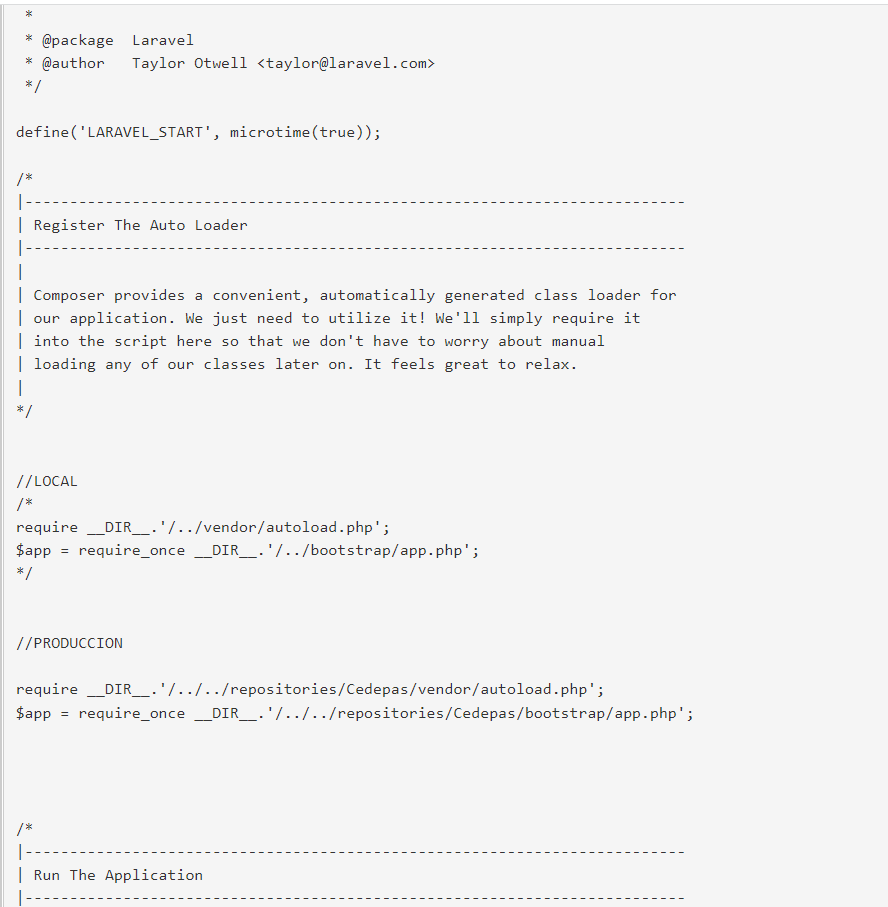 *
* @package  Laravel
* @author   Taylor Otwell <taylor@laravel.com>
*/
define('LARAVEL_START', microtime(true));
/*
|--------------------------------------------------------------------------
| Register The Auto Loader
|--------------------------------------------------------------------------
|
| Composer provides a convenient, automatically generated class loader for
| our application. We just need to utilize it! We'll simply require it
| into the script here so that we don't have to worry about manual
| loading any of our classes later on. It feels great to relax.
|
*/
//LOCAL
/*
require __DIR__.'/../vendor/autoload.php';
$app = require_once __DIR__.'/../bootstrap/app.php';
*/
//PRODUCCION
require __DIR__.'/../../repositories/Cedepas/vendor/autoload.php';
$app = require_once __DIR__.'/../../repositories/Cedepas/bootstrap/app.php';
/*
|--------------------------------------------------------------------------
| Run The Application
|--------------------------------------------------------------------------